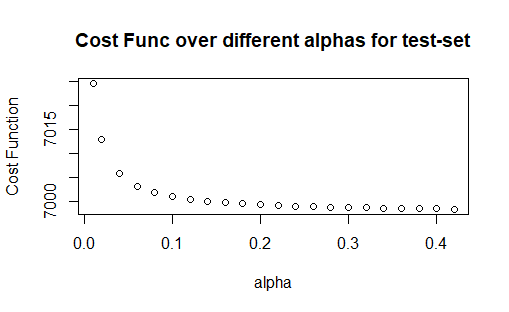 Cost Func over different alphas for test-set
Cost Function
7015
7000
0.0 0.1 0.2 0.3 0.4
alpha